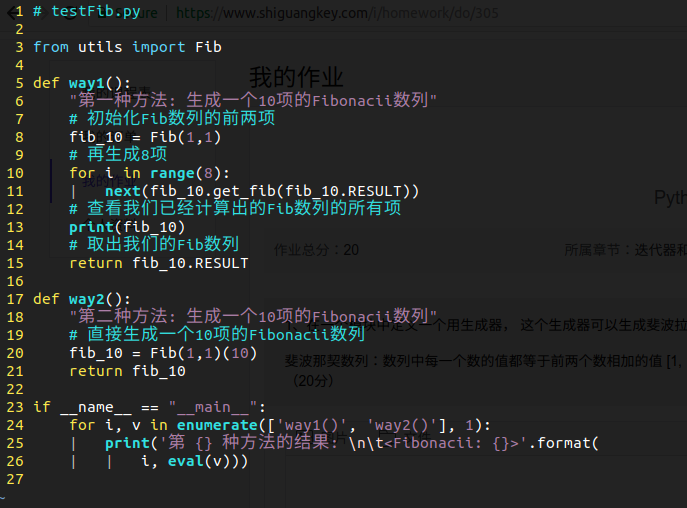 1 # testFib.py
2
3 from utils import Fib
4
5 def way1():
6     "第一种方法: 生成一个10项的Fibonacii数列"
7     # 初始化Fib数列的前两项
8     fib_10 = Fib(1,1)
9     # 再生成8项
10     for i in range(8):
11     |   next(fib_10.get_fib(fib_10.RESULT))
12     # 查看我们已经计算出的Fib数列的所有项
13     print(fib_10)
14     # 取出我们的Fib数列
15     return fib_10.RESULT
16
17 def way2():
18     "第二种方法: 生成一个10项的Fibonacii数列"
19     # 直接生成一个10项的Fibonacii数列
20     fib_10 = Fib(1,1)(10)
21     return fib_10
22
23 if __name__ == "__main__":
24     for i, v in enumerate(['way1()', 'way2()'], 1):
25     |   print('第 {} 种方法的结果: \n\t<Fibonacii: {}>'.format(
26     |   |   i, eval(v)))
27
~
https://www.shiguangkey.com/i/homework/do/305
我的作业
Pyth
作业总分：20
所属章节：迭代器和
块中定义一个用生成器， 这个生成器可以生成斐波拉
斐波那契数列：数列中每一个数的值都等于前两个数相加的值 [1,
（20分）